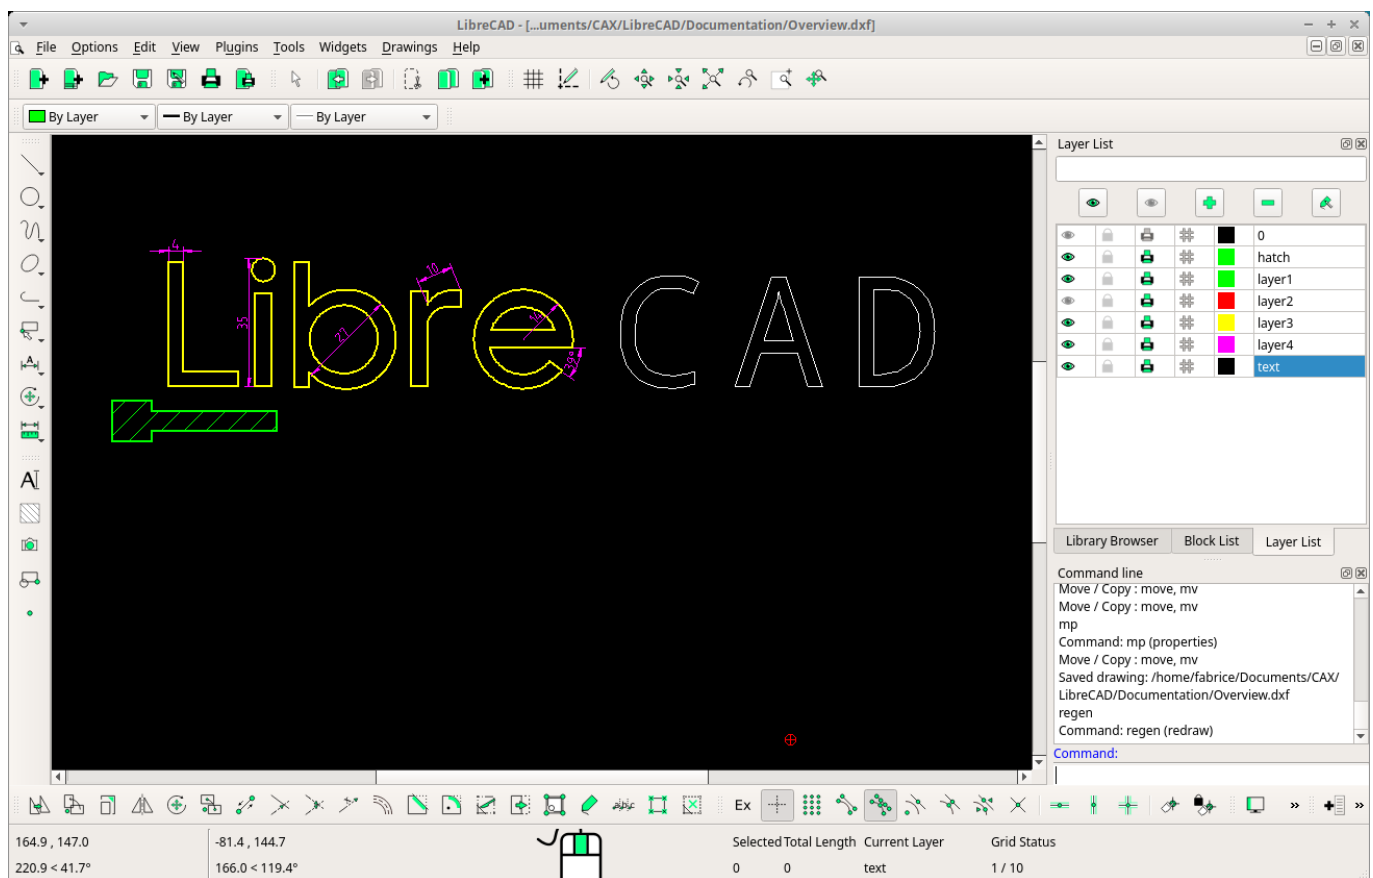 LibreCAD - [...uments/CAX/LibreCAD/Documentation/Overview.dxf]
File Options Edit View Plugins Tools Widgets Drawings Help
By Layer By Layer By Layer
Layer List
0
hatch
layer1
layer2
layer3
layer4
text
4
10
35
27
14
39°
Libre CAD
Library Browser Block List Layer List
Command line
Move / Copy : move, mv
Move / Copy : move, mv
mp
Command: mp (properties)
Move / Copy : move, mv
Saved drawing: /home/fabrice/Documents/CAX/
LibreCAD/Documentation/Overview.dxf
regen
Command: regen (redraw)
Command:
Ex
164.9 , 147.0 -81.4 , 144.7 Selected Total Length Current Layer Grid Status
220.9 < 41.7° 166.0 < 119.4° 0 0 text 1 / 10